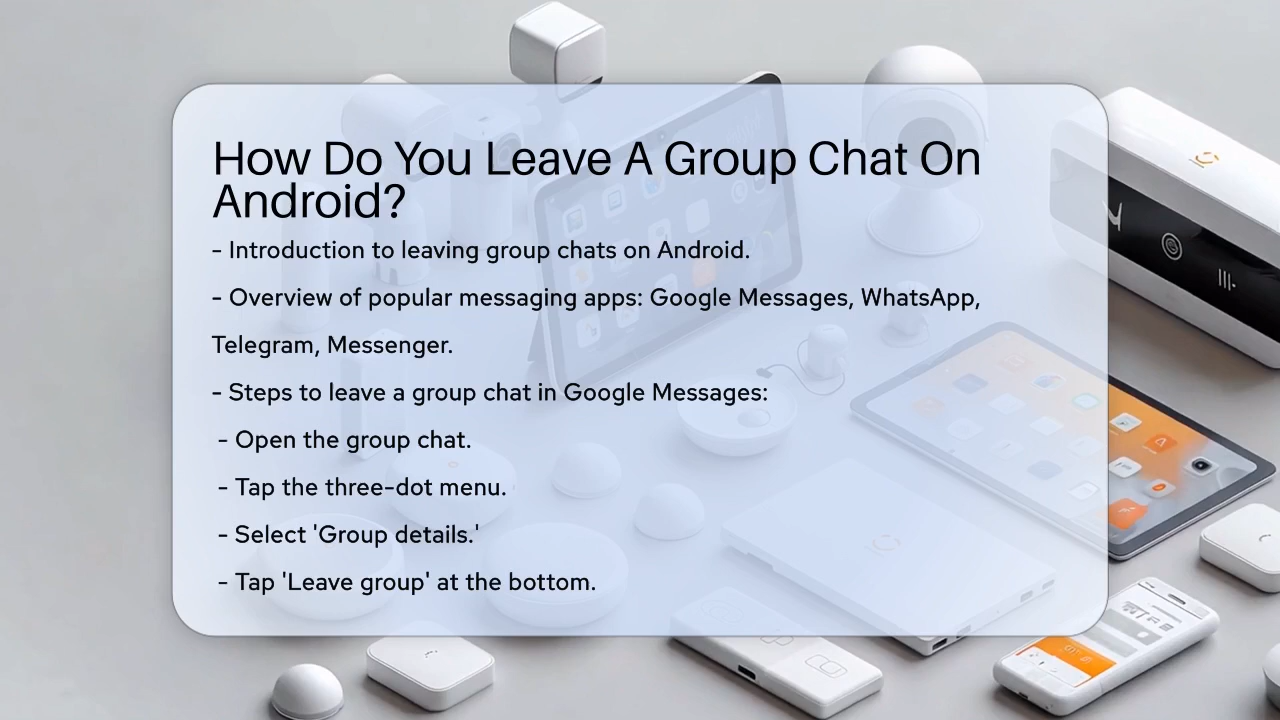 How Do You Leave A Group Chat On
Android?
- Introduction to leaving group chats on Android.
- Overview of popular messaging apps: Google Messages, WhatsApp,
Telegram, Messenger.
- Steps to leave a group chat in Google Messages:
- Open the group chat.
- Tap the three-dot menu.
- Select 'Group details.'
- Tap 'Leave group' at the bottom.